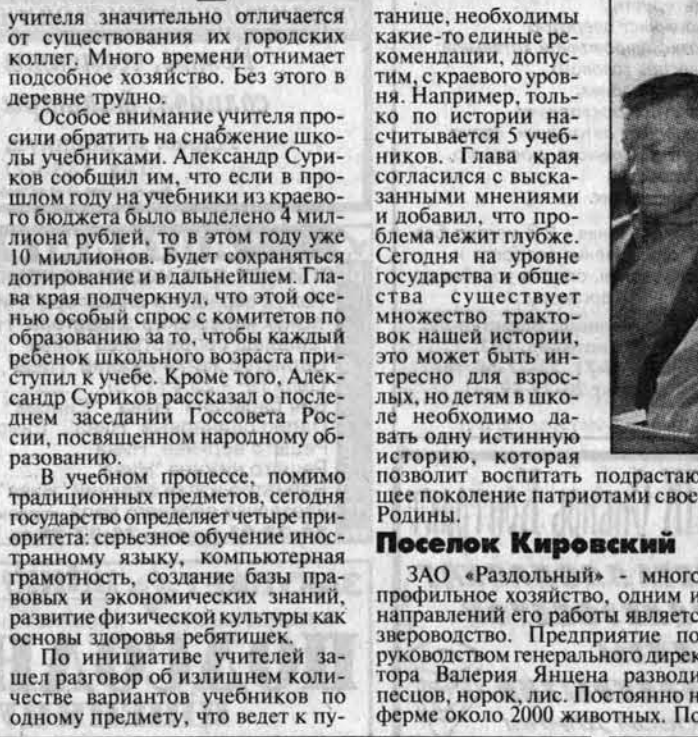 учителя значительно отличается
от существования их городских
коллег. Много времени отнимает
подсобное хозяйство. Без этого в
деревне трудно.
Особое внимание учителя про-
сили обратить на снабжение шко-
лы учебниками. Александр Сури-
ков сообщил им, что если в про-
шлом году на учебники из краево-
го бюджета было выделено 4 мил-
лиона рублей, то в этом году уже
10 миллионов. Будет сохраняться
дотирование и в дальнейшем. Гла-
ва края подчеркнул, что этой осе-
нью особый спрос с комитетов по
образованию за то, чтобы каждый
ребенок школьного возраста при-
ступил к учебе. Кроме того, Алек-
сандр Суриков рассказал о после-
днем заседании Госсовета Рос-
сии, посвященном народному об-
разованию.
В учебном процессе, помимо
традиционных предметов, сегодня
государство определяет четыре при-
оритета: серьезное обучение инос-
транному языку, компьютерная
грамотность, создание базы пра-
вовых и экономических знаний,
развитие физической культуры как
основы здоровья ребятишек.
По инициативе учителей за-
шел разговор об излишнем коли-
честве вариантов учебников по
одному предмету, что ведет к пу-
танице, необходимы
какие-то единые ре-
комендации, допус-
тим, с краевого уров-
ня. Например, толь-
ко по истории на-
считывается 5 учеб-
ников. Глава края
согласился с выска-
занными мнениями
и добавил, что про-
блема лежит глубже.
Сегодня на уровне
государства и обще-
ства существует
множество тракто-
вок нашей истории,
это может быть ин-
тересно для взрос-
лых, но детям в шко-
ле необходимо да-
вать одну истинную
историю, которая
позволит воспитать подрастаю
щее поколение патриотами свое
Родины.
Поселок Кировский
ЗАО «Раздольный» - много
профильное хозяйство, одним и
направлений его работы являетс
звероводство. Предприятие по
руководством генерального дирек
тора Валерия Янцена разводи
песцов, норок, лис. Постоянно н
ферме около 2000 животных. По